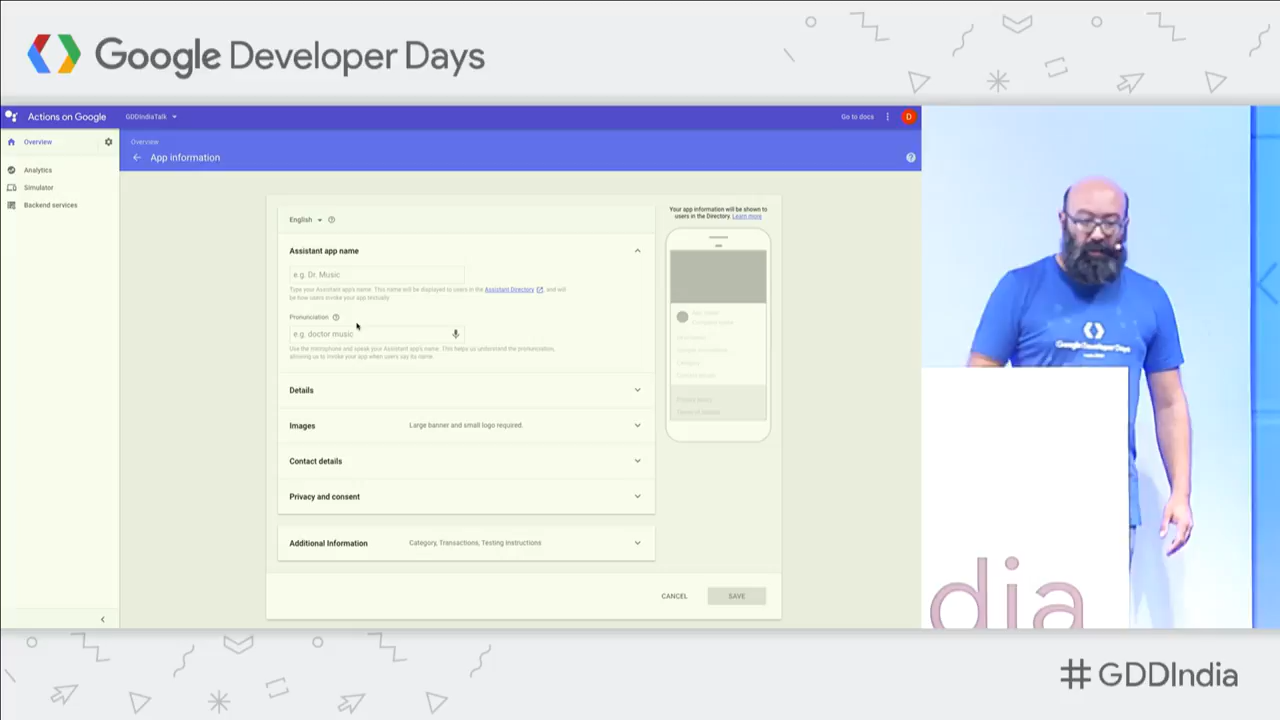 Google Developer Days
Actions on Google
GDDIndiaTalk
Go to docs
D
Overview
Analytics
Simulator
Backend services
Overview
App information
English
Assistant app name
e.g. Dr. Music
Type your Assistant app's name. This name will be displayed to users in the Assistant Directory, and will
be how users invoke your app textually.
Pronunciation
e.g. doctor music
Use the microphone and speak your Assistant app's name. This helps us understand the pronunciation,
allowing us to invoke your app when users say its name.
Details
Images Large banner and small logo required.
Contact details
Privacy and consent
Additional Information Category, Transactions, Testing Instructions
CANCEL SAVE
Your app information will be shown to
users in the Directory. Learn more
Google Developer Days
dia
#GDDIndia